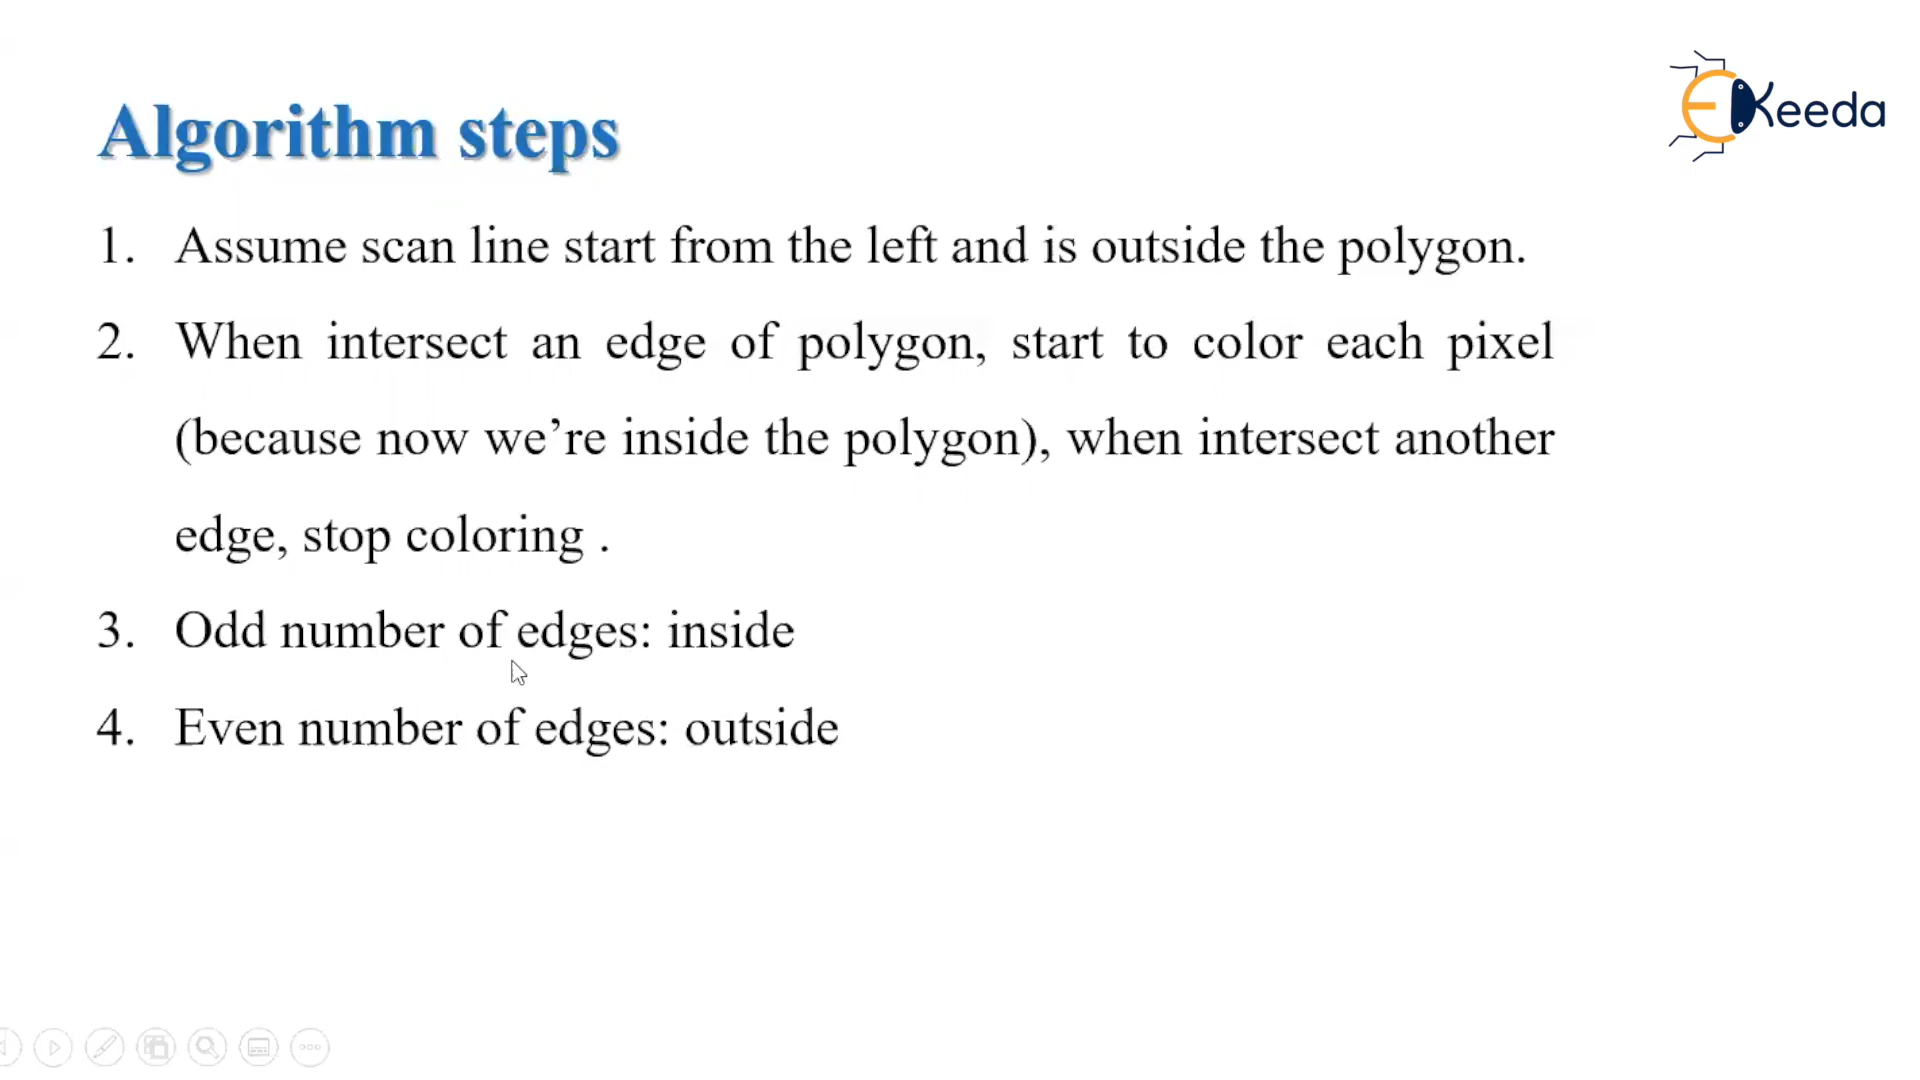 EKeeda
Algorithm steps
1. Assume scan line start from the left and is outside the polygon.
2. When intersect an edge of polygon, start to color each pixel
(because now we’re inside the polygon), when intersect another
edge, stop coloring .
3. Odd number of edges: inside
4. Even number of edges: outside